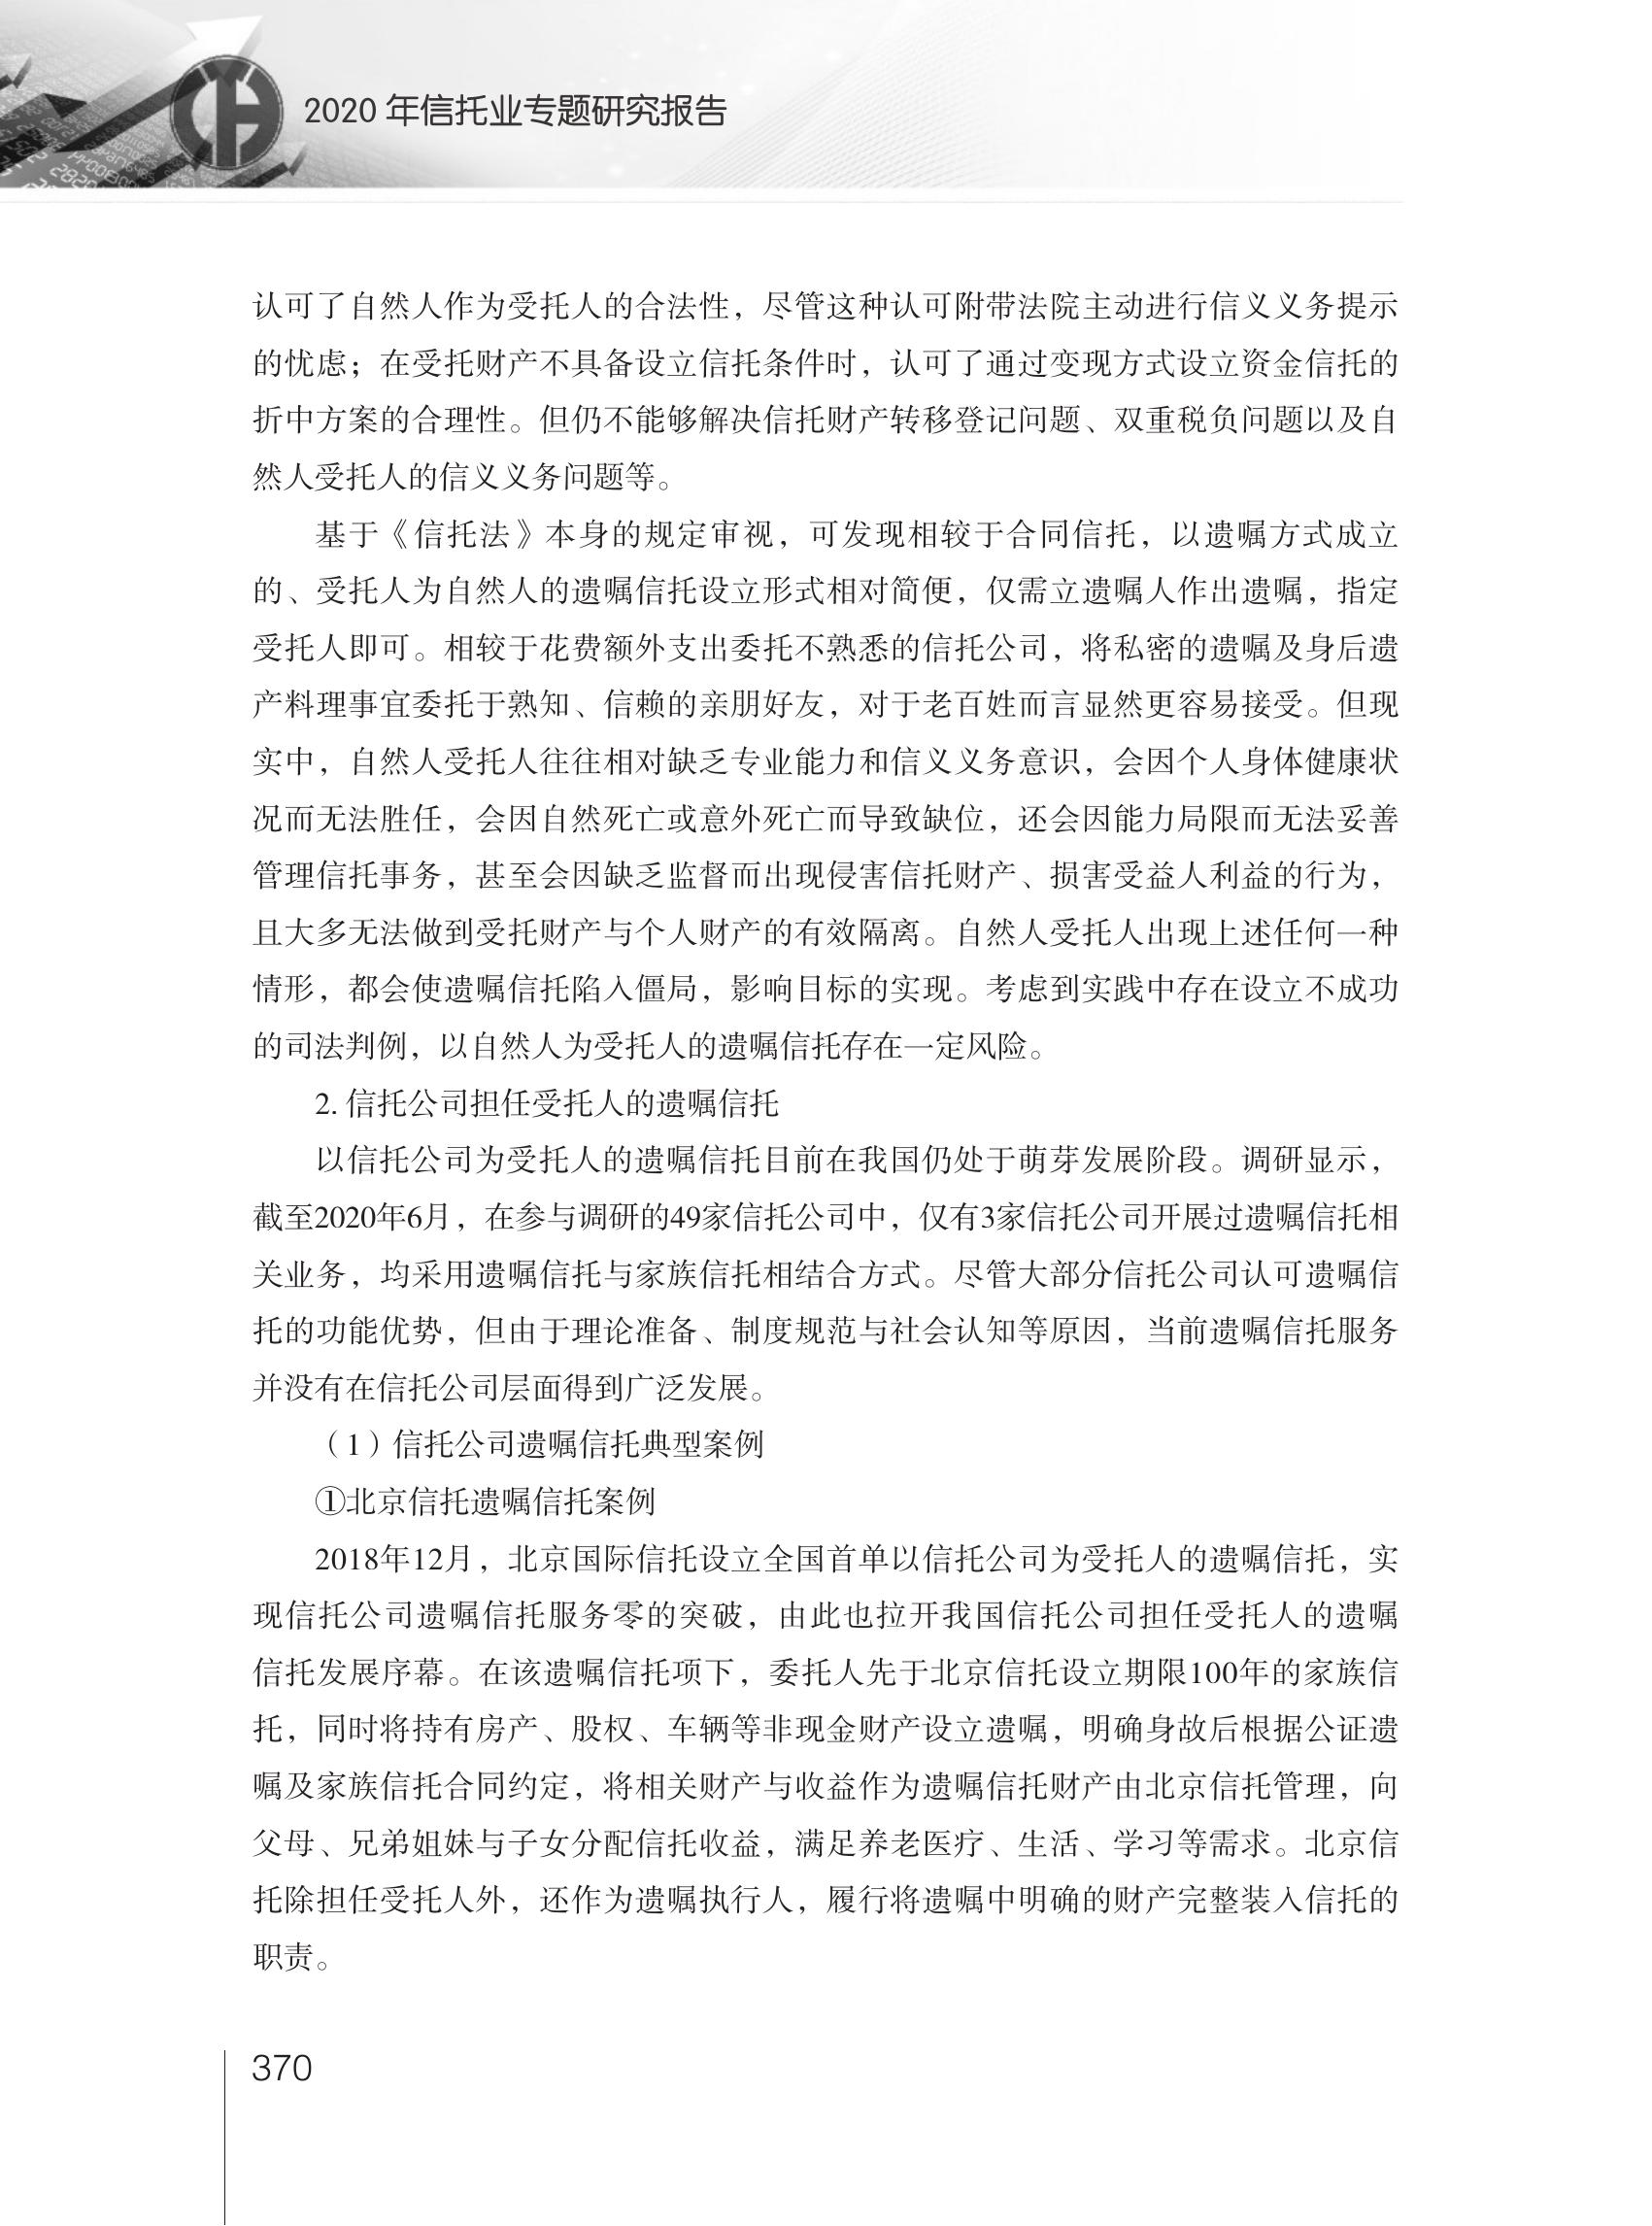 2020 年信托业专题研究报告
认可了自然人作为受托人的合法性，尽管这种认可附带法院主动进行信义义务提示
的忧虑；在受托财产不具备设立信托条件时，认可了通过变现方式设立资金信托的
折中方案的合理性。但仍不能够解决信托财产转移登记问题、双重税负问题以及自
然人受托人的信义义务问题等。
基于《信托法》本身的规定审视，可发现相较于合同信托，以遗嘱方式成立
的、受托人为自然人的遗嘱信托设立形式相对简便，仅需立遗嘱人作出遗嘱，指定
受托人即可。相较于花费额外支出委托不熟悉的信托公司，将私密的遗嘱及身后遗
产料理事宜委托于熟知、信赖的亲朋好友，对于老百姓而言显然更容易接受。但现
实中，自然人受托人往往相对缺乏专业能力和信义义务意识，会因个人身体健康状
况而无法胜任，会因自然死亡或意外死亡而导致缺位，还会因能力局限而无法妥善
管理信托事务，甚至会因缺乏监督而出现侵害信托财产、损害受益人利益的行为，
且大多无法做到受托财产与个人财产的有效隔离。自然人受托人出现上述任何一种
情形，都会使遗嘱信托陷入僵局，影响目标的实现。考虑到实践中存在设立不成功
的司法判例，以自然人为受托人的遗嘱信托存在一定风险。
2. 信托公司担任受托人的遗嘱信托
以信托公司为受托人的遗嘱信托目前在我国仍处于萌芽发展阶段。调研显示，
截至2020年6月，在参与调研的49家信托公司中，仅有3家信托公司开展过遗嘱信托相
关业务，均采用遗嘱信托与家族信托相结合方式。尽管大部分信托公司认可遗嘱信
托的功能优势，但由于理论准备、制度规范与社会认知等原因，当前遗嘱信托服务
并没有在信托公司层面得到广泛发展。
（1）信托公司遗嘱信托典型案例
①北京信托遗嘱信托案例
2018年12月，北京国际信托设立全国首单以信托公司为受托人的遗嘱信托，实
现信托公司遗嘱信托服务零的突破，由此也拉开我国信托公司担任受托人的遗嘱
信托发展序幕。在该遗嘱信托项下，委托人先于北京信托设立期限100年的家族信
托，同时将持有房产、股权、车辆等非现金财产设立遗嘱，明确身故后根据公证遗
嘱及家族信托合同约定，将相关财产与收益作为遗嘱信托财产由北京信托管理，向
父母、兄弟姐妹与子女分配信托收益，满足养老医疗、生活、学习等需求。北京信
托除担任受托人外，还作为遗嘱执行人，履行将遗嘱中明确的财产完整装入信托的
职责。
370